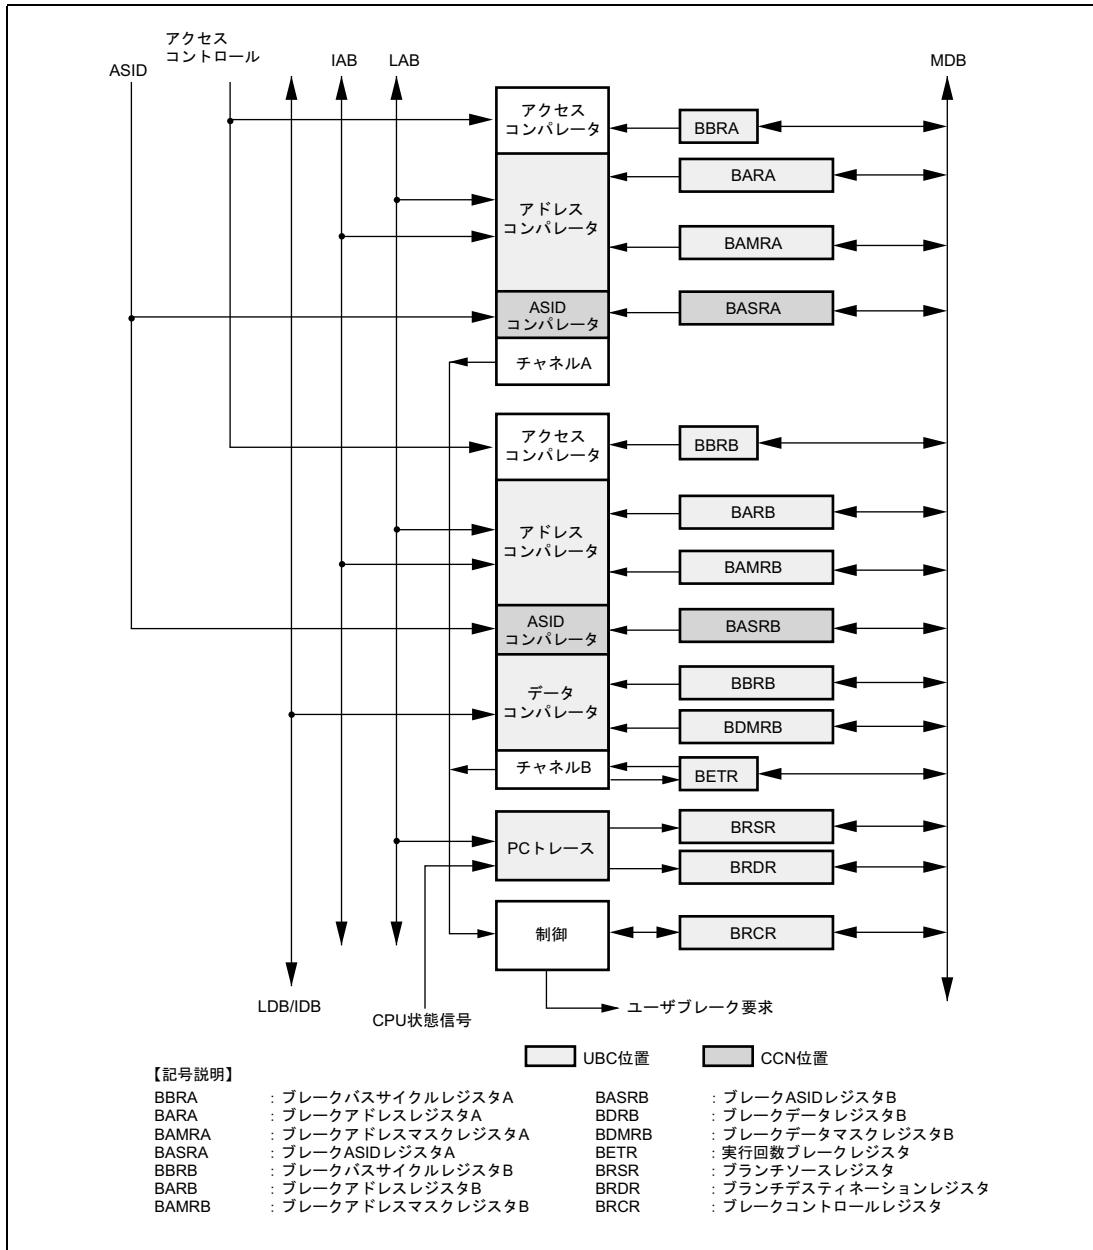 アクセス
コントロール
ASID
IAB
LAB
MDB
アクセス
コンパレータ
BBRA
BARA
アドレス
コンパレータ
BAMRA
ASID
コンパレータ
BASRA
チャネルA
アクセス
コンパレータ
BBRB
BARB
アドレス
コンパレータ
BAMRB
ASID
コンパレータ
BASRB
BBRB
データ
コンパレータ
BDMRB
チャネルB
BETR
BRSR
PCトレース
BRDR
制御
BRCR
LDB/IDB
CPU状態信号
ユーザブレーク要求
UBC位置
CCN位置
【記号説明】
BBRA : ブレークバスサイクルレジスタA
BARA : ブレークアドレスレジスタA
BAMRA : ブレークアドレスマスクレジスタA
BASRA : ブレークASIDレジスタA
BBRB : ブレークバスサイクルレジスタB
BARB : ブレークアドレスレジスタB
BAMRB : ブレークアドレスマスクレジスタB
BASRB : ブレークASIDレジスタB
BDRB : ブレークデータレジスタB
BDMRB : ブレークデータマスクレジスタB
BETR : 実行回数ブレークレジスタ
BRSR : ブランチソースレジスタ
BRDR : ブランチデスティネーションレジスタ
BRCR : ブレークコントロールレジスタ